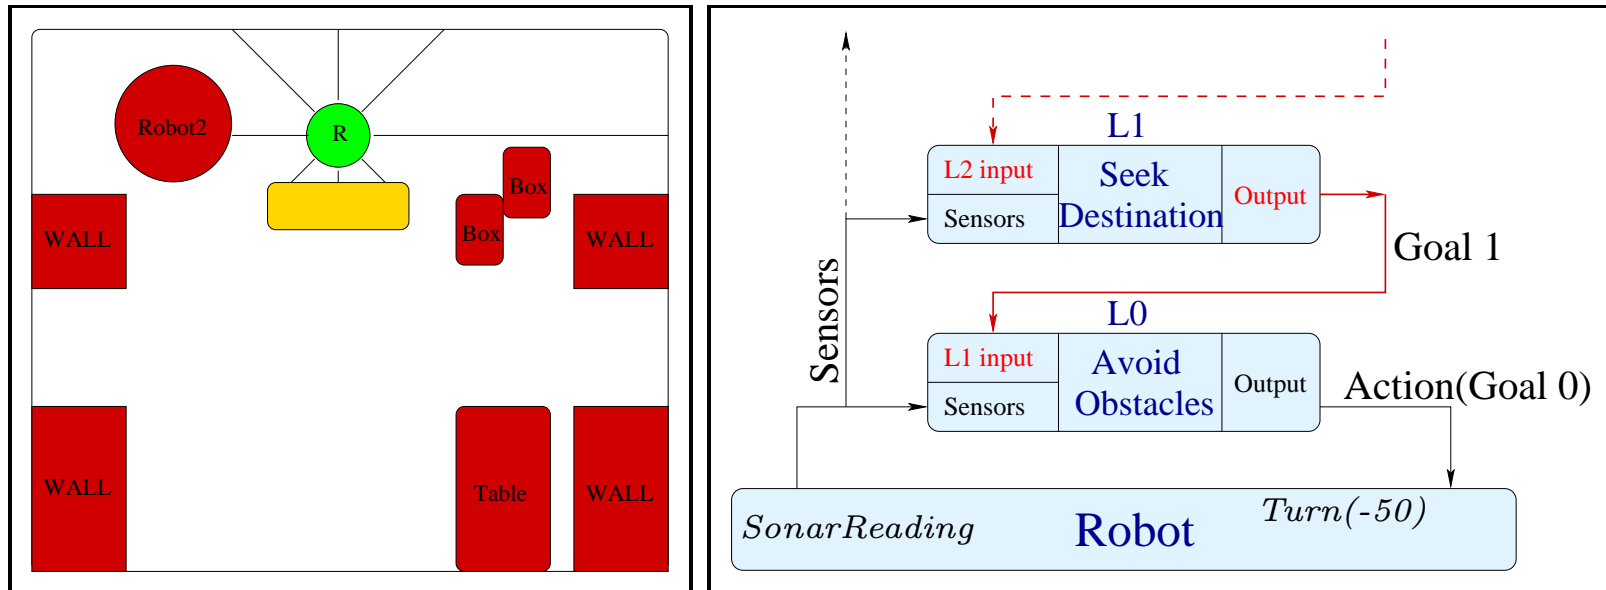 Robot2
R
Box
Box
WALL
WALL
WALL
Table
WALL
L1
L2 input
Sensors
Seek
Destination
Output
Goal 1
Sensors
L0
L1 input
Sensors
Avoid
Obstacles
Output
Action(Goal 0)
SonarReading
Robot
Turn(-50)